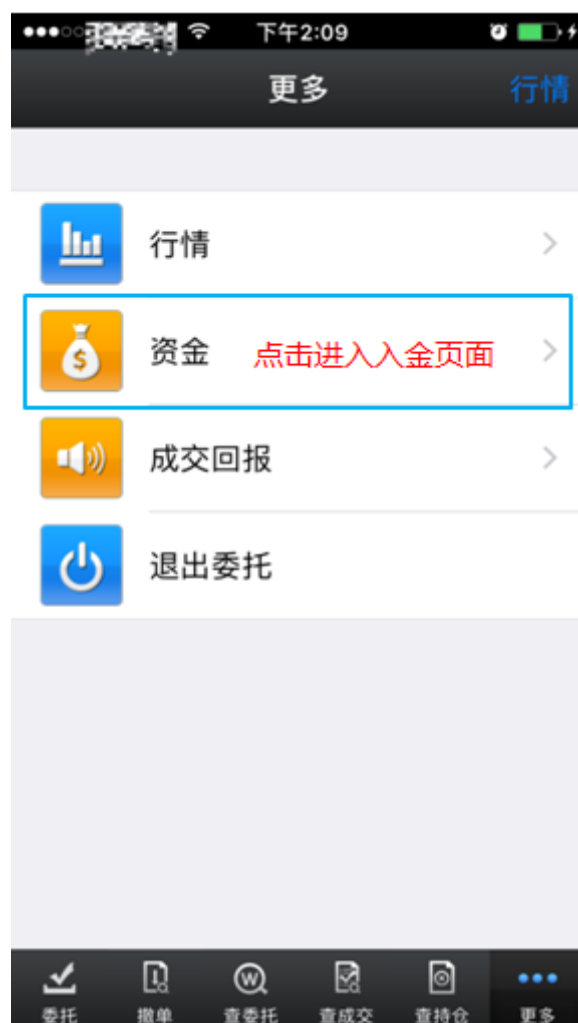 下午2:09
更多
行情
行情
资金 点击进入入金页面
成交回报
退出委托
委托 撤单 查委托 查成交 查持仓 更多